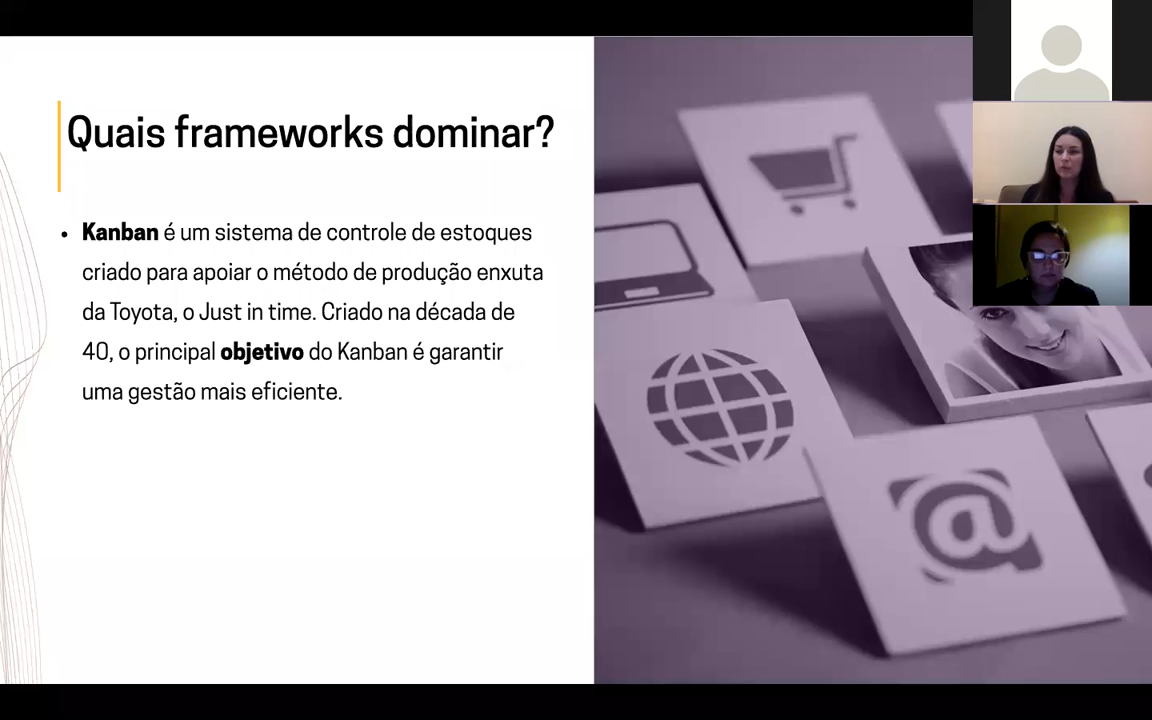 Quais frameworks dominar?
• Kanban é um sistema de controle de estoques
criado para apoiar o método de produção enxuta
da Toyota, o Just in time. Criado na década de
40, o principal objetivo do Kanban é garantir
uma gestão mais eficiente.
@